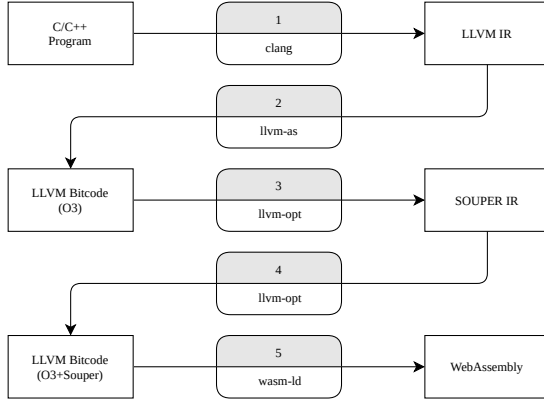 C/C++
Program
1
clang
LLVM IR
2
llvm-as
LLVM Bitcode
(O3)
3
llvm-opt
SOUPER IR
4
llvm-opt
LLVM Bitcode
(O3+Souper)
5
wasm-ld
WebAssembly